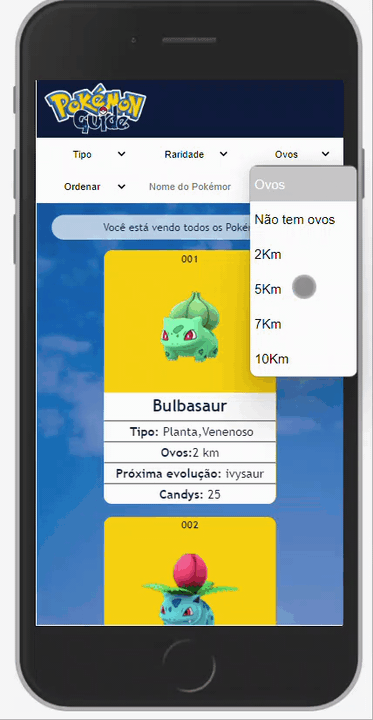 POKÉMON
Guide
Tipo
Raridade
Ovos
Ordenar
Nome do Pokémor
Ovos
Não tem ovos
2Km
5Km
7Km
10Km
Você está vendo todos os Poké
001
Bulbasaur
Tipo: Planta,Venenoso
Ovos:2 km
Próxima evolução: ivysaur
Candys: 25
002